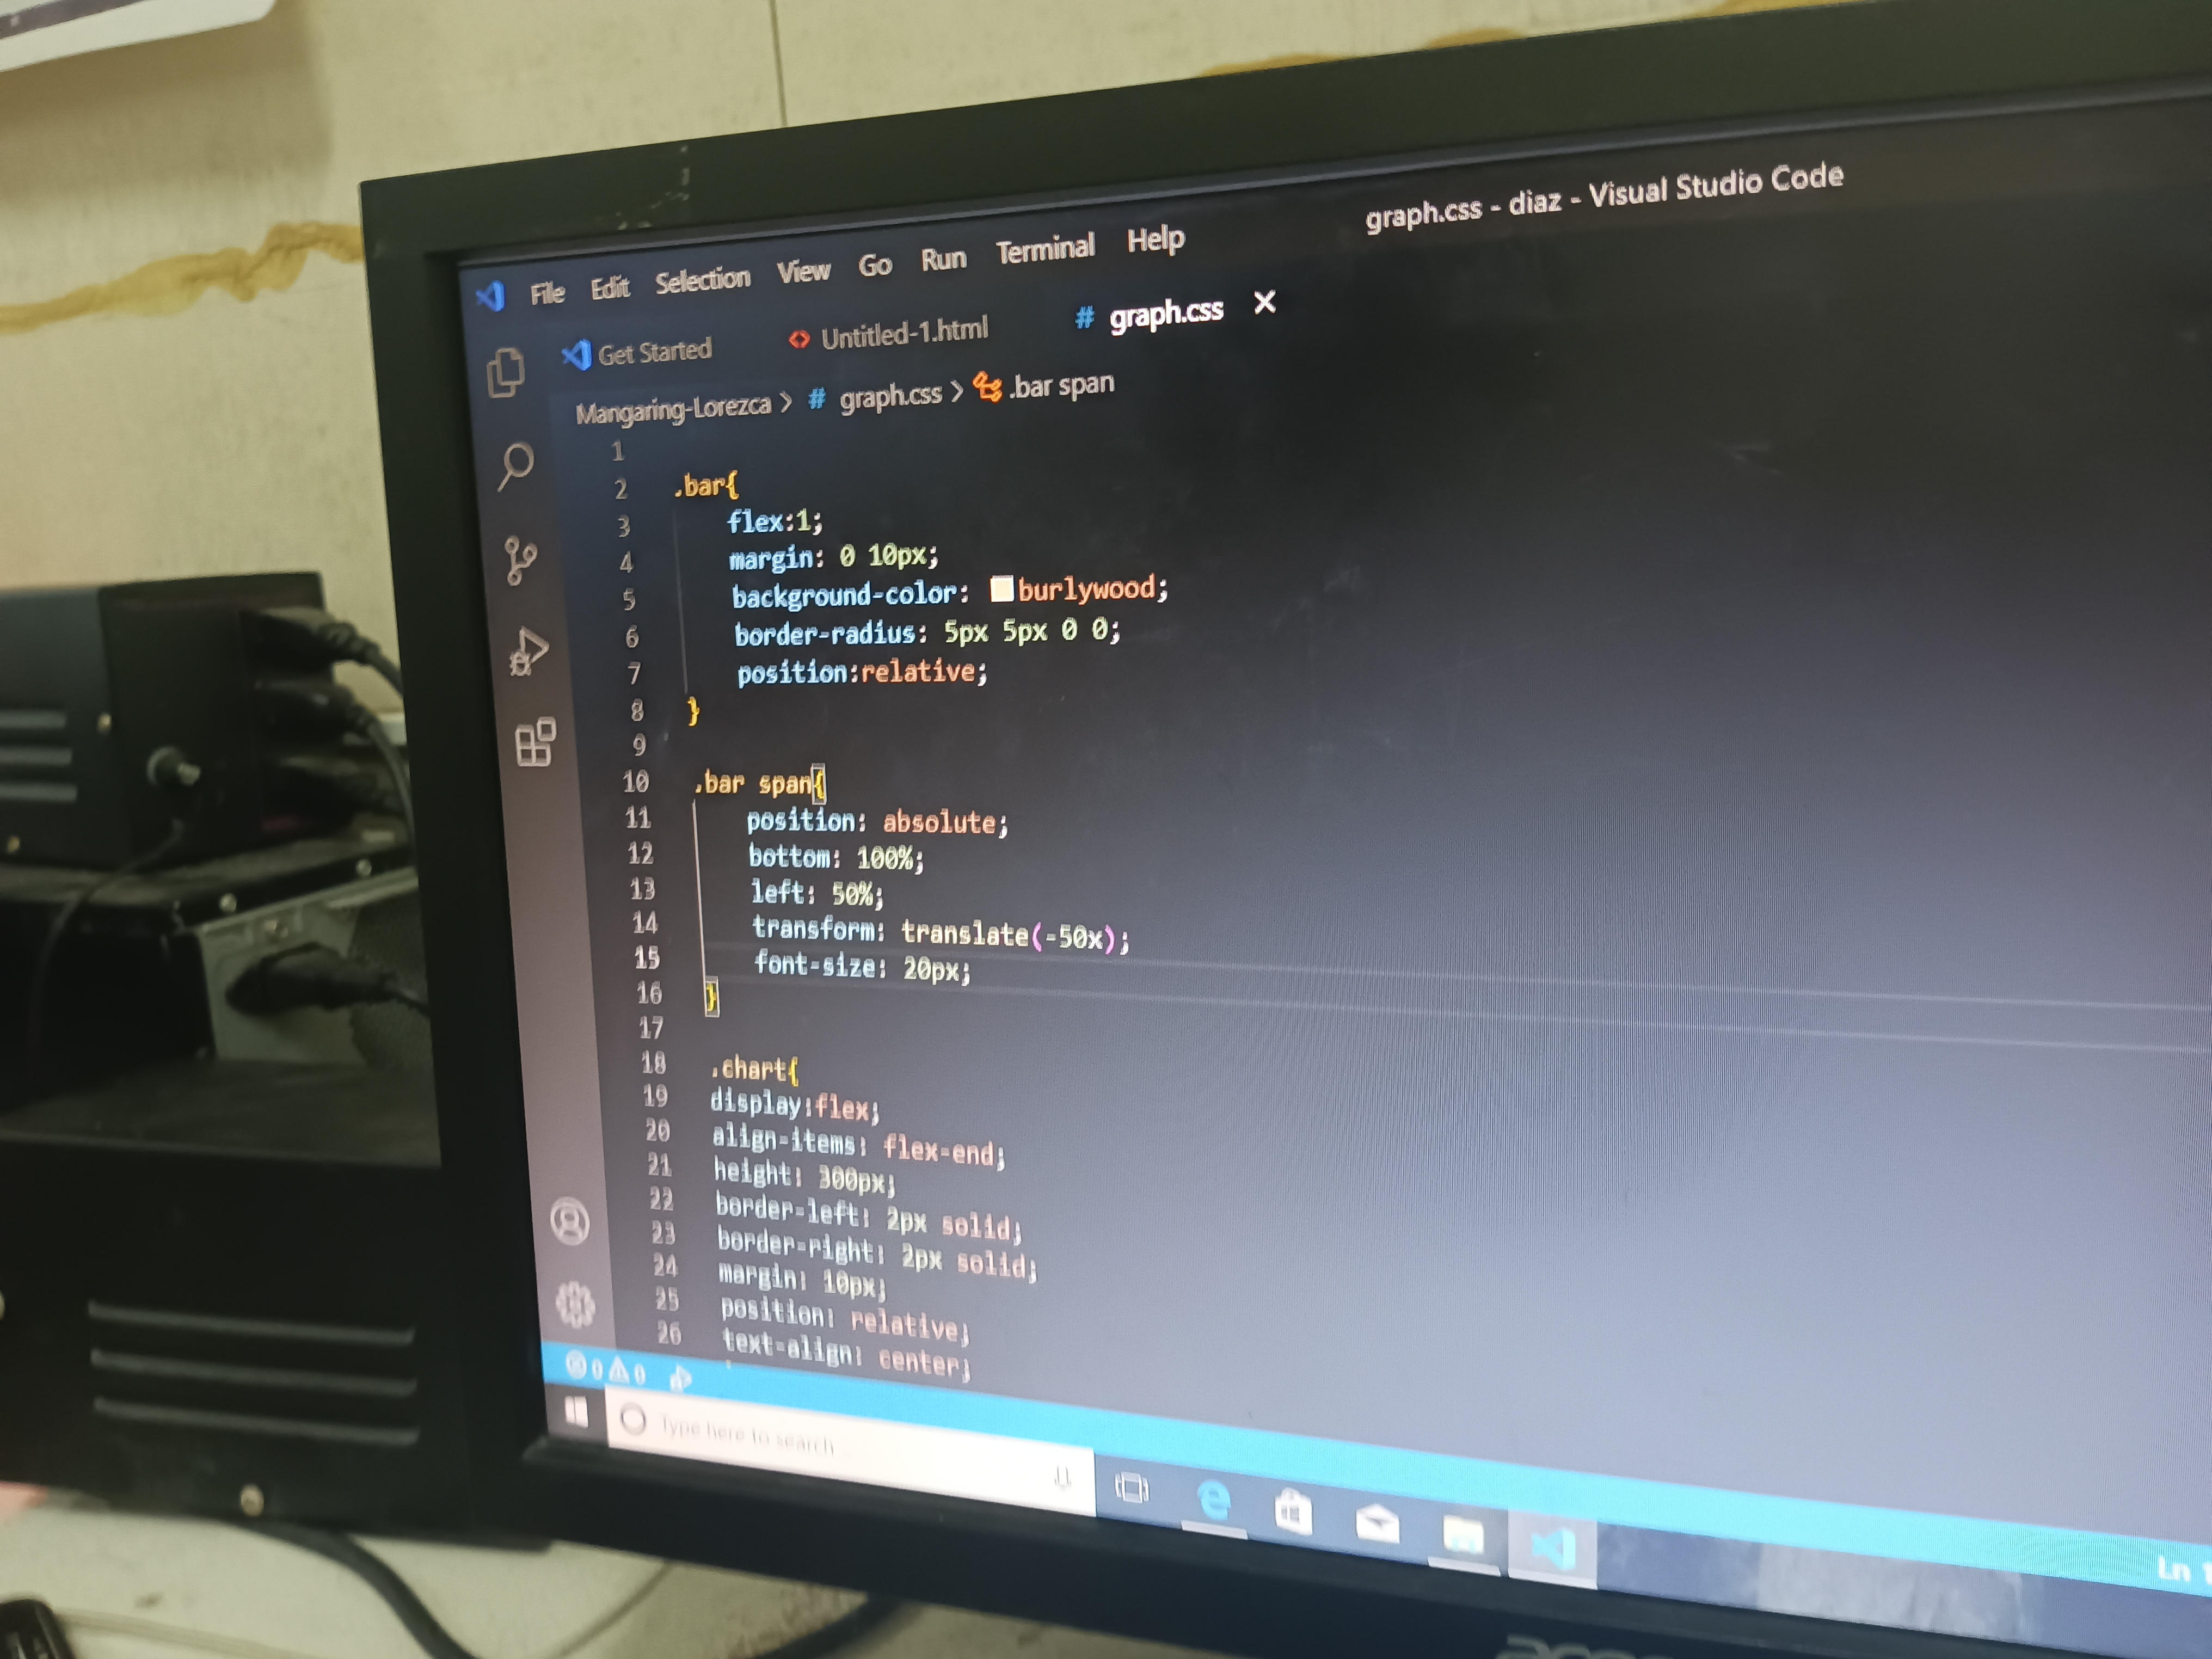 graph.css - diaz - Visual Studio Code
File Edit Selection View Go Run Terminal Help
Get Started Untitled-1.html # graph.css ×
Mangaring-Lorezca > # graph.css > .bar span
1
2 .bar{
3 flex:1;
4 margin: 0 10px;
5 background-color: burlywood;
6 border-radius: 5px 5px 0 0;
7 position:relative;
8 }
9
10 .bar span{
11 position: absolute;
12 bottom: 100%;
13 left: 50%;
14 transform: translate(-50x);
15 font-size: 20px;
16 }
17
18 .chart{
19 display:flex;
20 align-items: flex-end;
21 height: 300px;
22 border-left: 2px solid;
23 border-right: 2px solid;
24 margin: 10px;
25 position: relative;
26 text-align: center;
0 0
Ln 1
Type here to search
acer